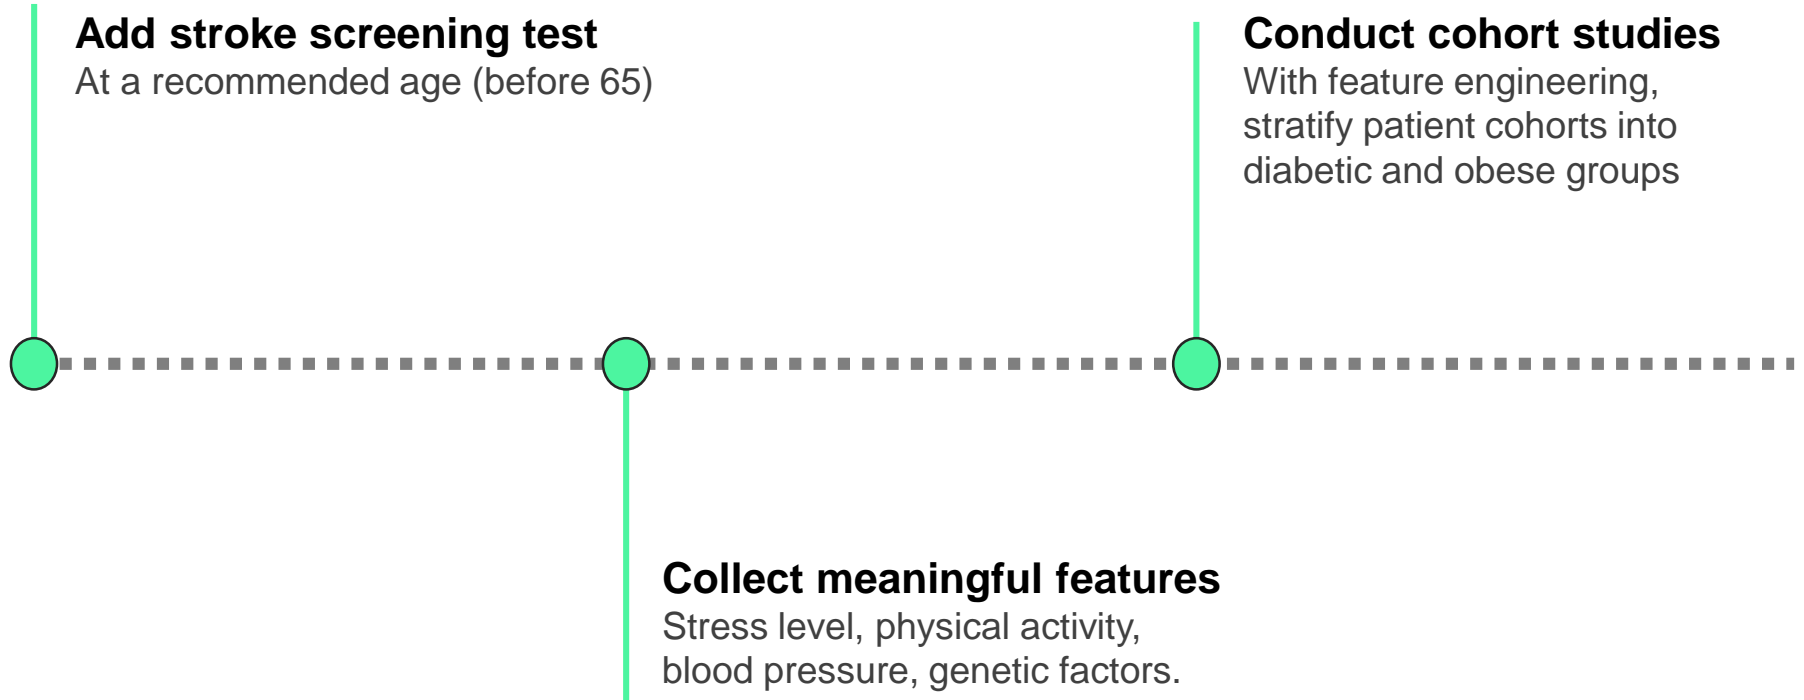 Add stroke screening test
At a recommended age (before 65)
Collect meaningful features
Stress level, physical activity,
blood pressure, genetic factors.
Conduct cohort studies
With feature engineering,
stratify patient cohorts into
diabetic and obese groups